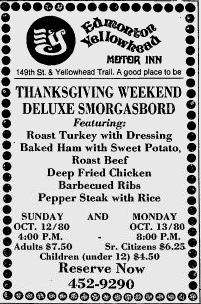 Edmonton
Yellowhead
MOTOR INN
149th St. & Yellowhead Trail. A good place to be
THANKSGIVING WEEKEND
DELUXE SMORGASBORD
Featuring:
Roast Turkey with Dressing
Baked Ham with Sweet Potato,
Roast Beef
Deep Fried Chicken
Barbecued Ribs
Pepper Steak with Rice
SUNDAY AND MONDAY
OCT. 12/80 OCT. 13/80
4:00 P.M. - 8:00 P.M.
Adults $7.50 Sr. Citizens $6.25
Children (under 12) $4.50
Reserve Now
452-9290